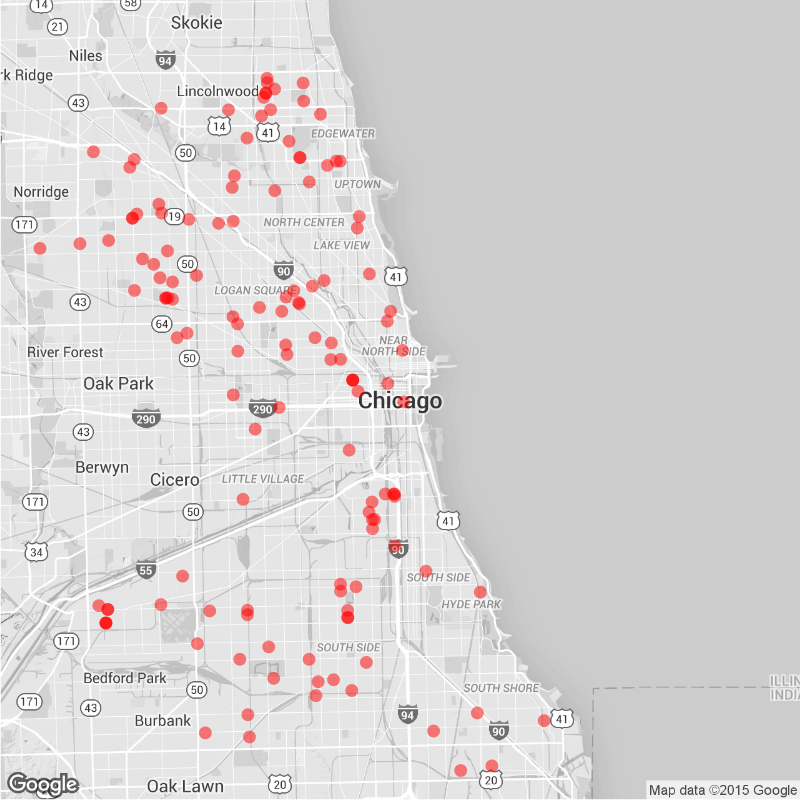 14
58
Skokie
21
Niles
94
rk Ridge
Lincolnwood
43
14
41
EDGEWATER
50
Norridge
UPTOWN
171
19
NORTH CENTER
LAKE VIEW
50
90
41
LOGAN SQUARE
43
64
NEAR
NORTH SIDE
River Forest
50
Oak Park
Chicago
290
290
43
Berwyn
Cicero
LITTLE VILLAGE
171
50
41
34
90
55
SOUTH SIDE
HYDE PARK
171
SOUTH SIDE
Bedford Park
ILLIN
INDIA
50
SOUTH SHORE
171
43
94
41
Burbank
90
Oak Lawn
20
20
Google
Map data ©2015 Google